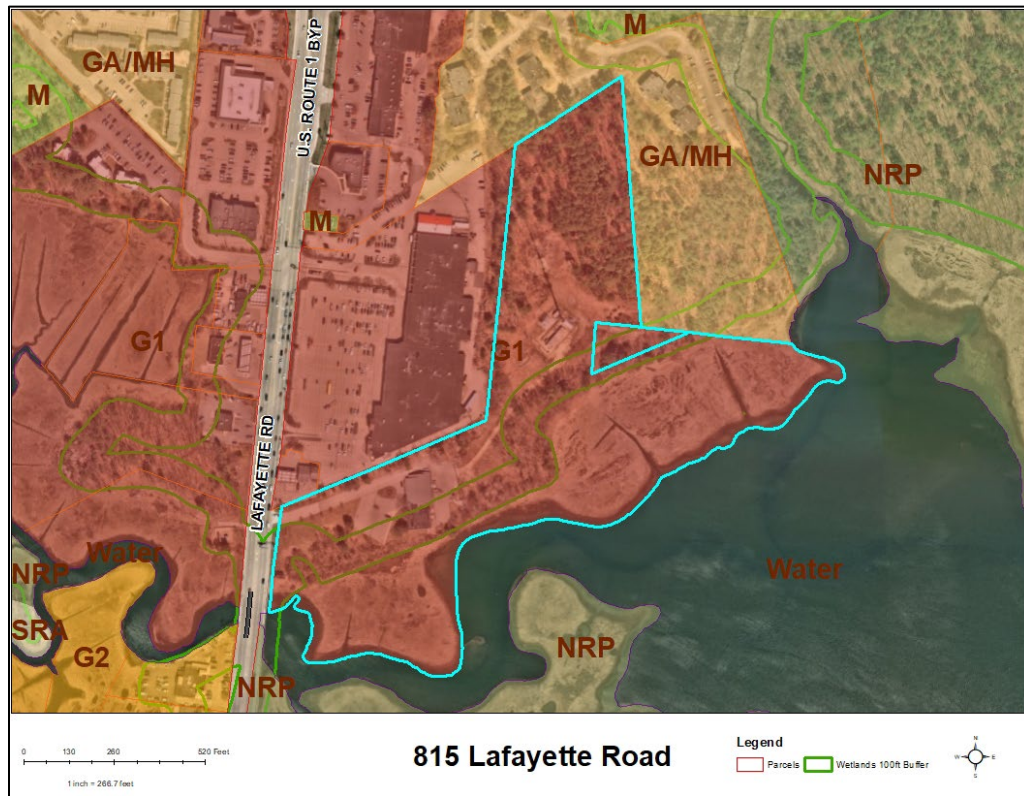 M
GA/MH
M
U.S. ROUTE 1 BYP
GA/MH
NRP
M
G1
G1
LAFAYETTE RD
Water
NRP
Water
SRA
NRP
G2
NRP
0 130 260 520 Feet
1 inch = 266.7 feet
815 Lafayette Road
Legend
Parcels
Wetlands 100ft Buffer
N
W E
S